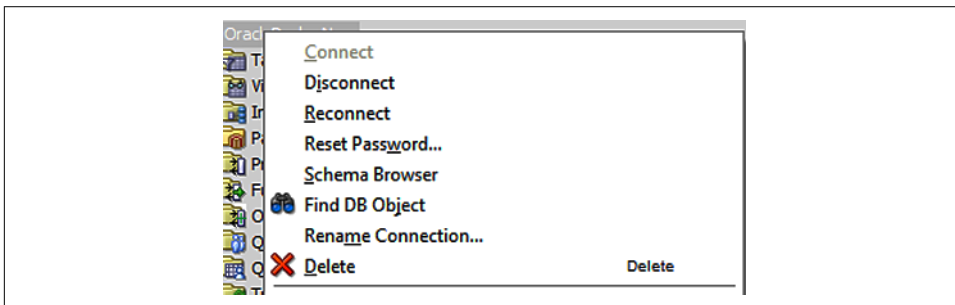 Connect
Disconnect
Reconnect
Reset Password...
Schema Browser
Find DB Object
Rename Connection...
Delete Delete